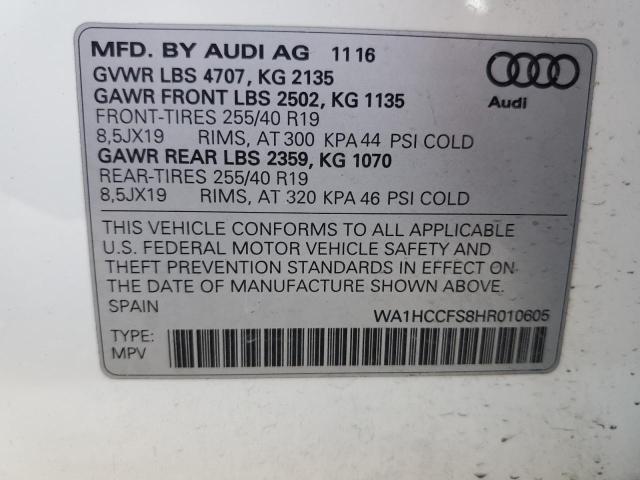 MFD. BY AUDI AG 11 16
GVWR LBS 4707, KG 2135
GAWR FRONT LBS 2502, KG 1135
FRONT-TIRES 255/40 R19
8,5JX19 RIMS, AT 300 KPA 44 PSI COLD
GAWR REAR LBS 2359, KG 1070
REAR-TIRES 255/40 R19
8,5JX19 RIMS, AT 320 KPA 46 PSI COLD
Audi
THIS VEHICLE CONFORMS TO ALL APPLICABLE
U.S. FEDERAL MOTOR VEHICLE SAFETY AND
THEFT PREVENTION STANDARDS IN EFFECT ON
THE DATE OF MANUFACTURE SHOWN ABOVE.
SPAIN WA1HCCFS8HR010605
TYPE:
MPV